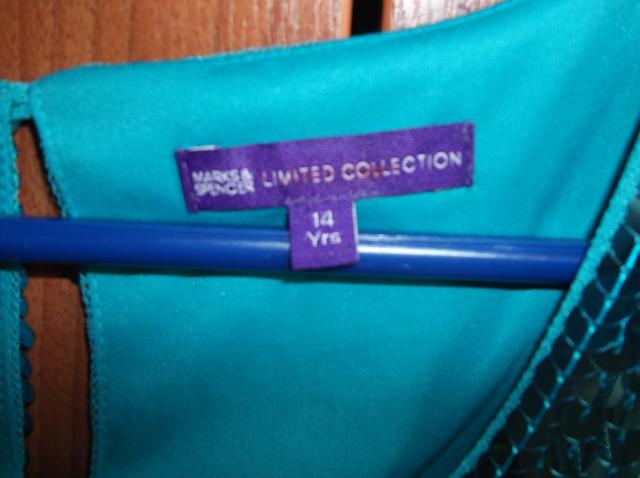 MARKS & SPENCER LIMITED COLLECTION
14
Yrs